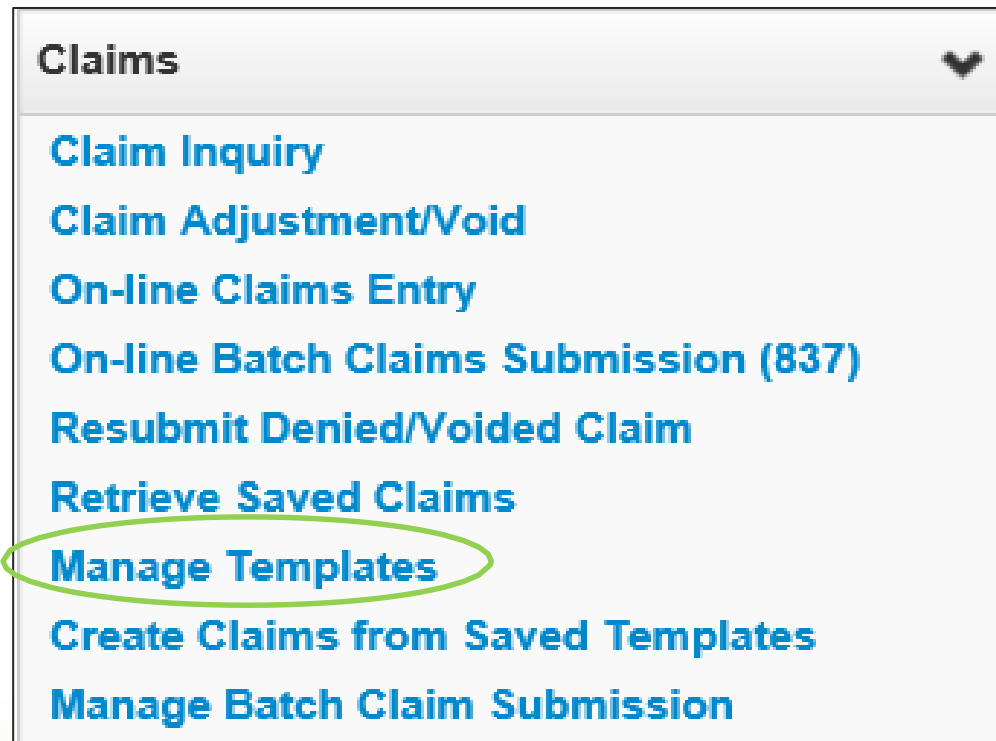 Claims
Claim Inquiry
Claim Adjustment/Void
On-line Claims Entry
On-line Batch Claims Submission (837)
Resubmit Denied/Voided Claim
Retrieve Saved Claims
Manage Templates
Create Claims from Saved Templates
Manage Batch Claim Submission